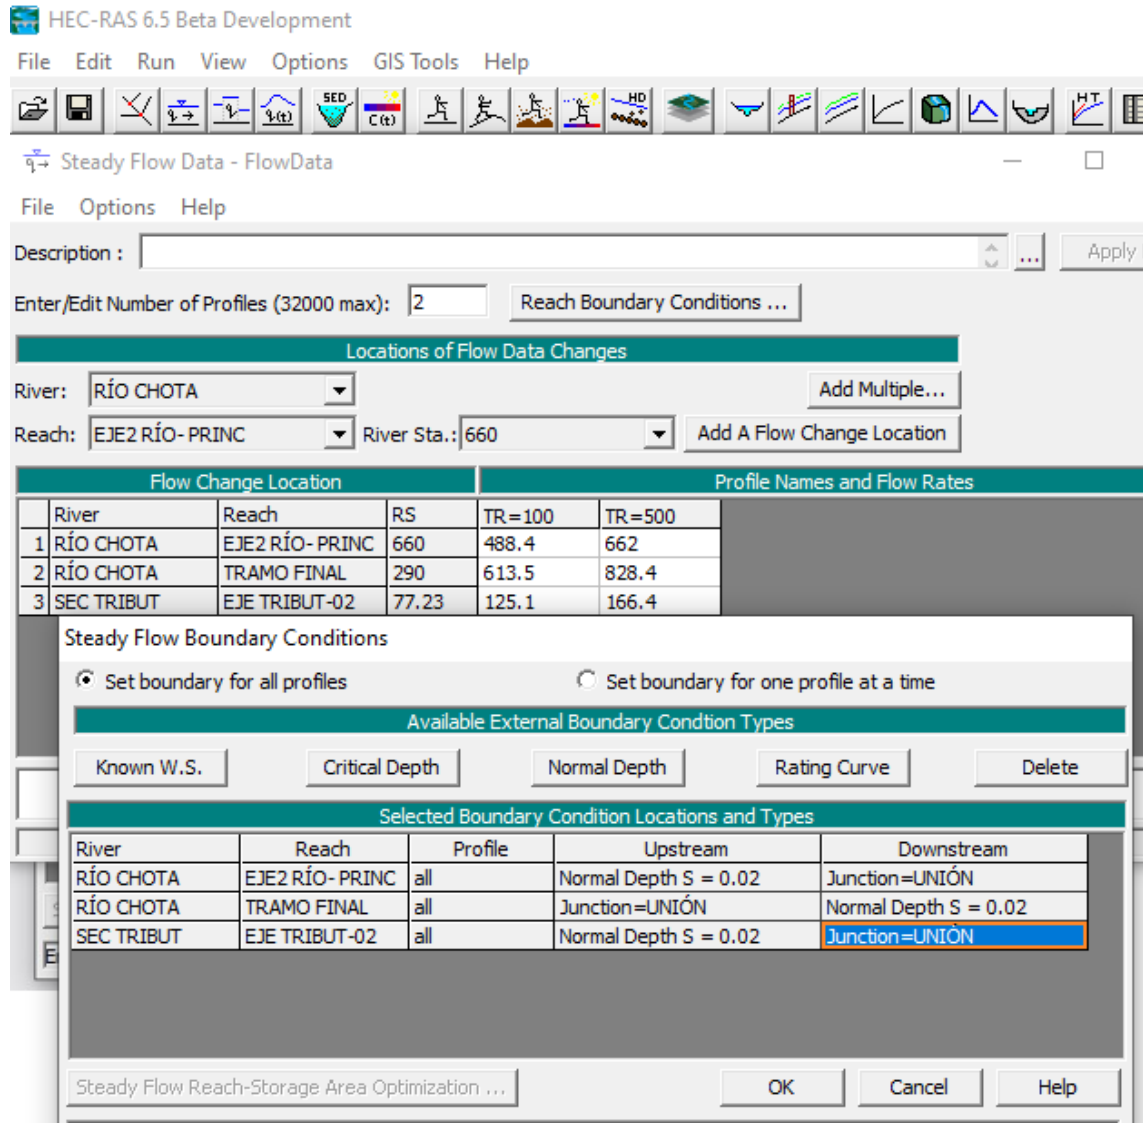 HEC-RAS 6.5 Beta Development
File Edit Run View Options GIS Tools Help
SED C(t) HD HT
q(t)
Steady Flow Data - FlowData
File Options Help
Description : ... Apply
Enter/Edit Number of Profiles (32000 max): 2 Reach Boundary Conditions ...
Locations of Flow Data Changes
River: RÍO CHOTA Add Multiple...
Reach: EJE2 RÍO- PRINC River Sta.: 660 Add A Flow Change Location
Flow Change Location Profile Names and Flow Rates
River Reach RS TR=100 TR=500
1 RÍO CHOTA EJE2 RÍO- PRINC 660 488.4 662
2 RÍO CHOTA TRAMO FINAL 290 613.5 828.4
3 SEC TRIBUT EJE TRIBUT-02 77.23 125.1 166.4
Steady Flow Boundary Conditions
Set boundary for all profiles Set boundary for one profile at a time
Available External Boundary Condtion Types
Known W.S. Critical Depth Normal Depth Rating Curve Delete
Selected Boundary Condition Locations and Types
River Reach Profile Upstream Downstream
RÍO CHOTA EJE2 RÍO- PRINC all Normal Depth S = 0.02 Junction=UNIÓN
RÍO CHOTA TRAMO FINAL all Junction=UNIÓN Normal Depth S = 0.02
SEC TRIBUT EJE TRIBUT-02 all Normal Depth S = 0.02 Junction=UNIÓN
Steady Flow Reach-Storage Area Optimization ... OK Cancel Help